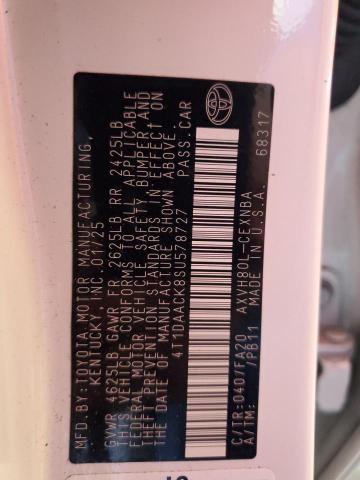 MFD.BY:TOYOTA MOTOR MANUFACTURING,
KENTUCKY, INC. 01/25
GVWR 4625LB GAWR FR 2625LB RR 2425LB
THIS VEHICLE CONFORMS TO ALL APPLICABLE
FEDERAL MOTOR VEHICLE SAFETY, BUMPER AND
THEFT PREVENTION STANDARDS IN EFFECT ON
THE DATE OF MANUFACTURE SHOWN ABOVE.
4T1DAACK8SU578727 PASS.CAR
C/TR:040/FA20 AXVH80L-CEXNBA
A/TM: /PB11 MADE IN U.S.A.
68317